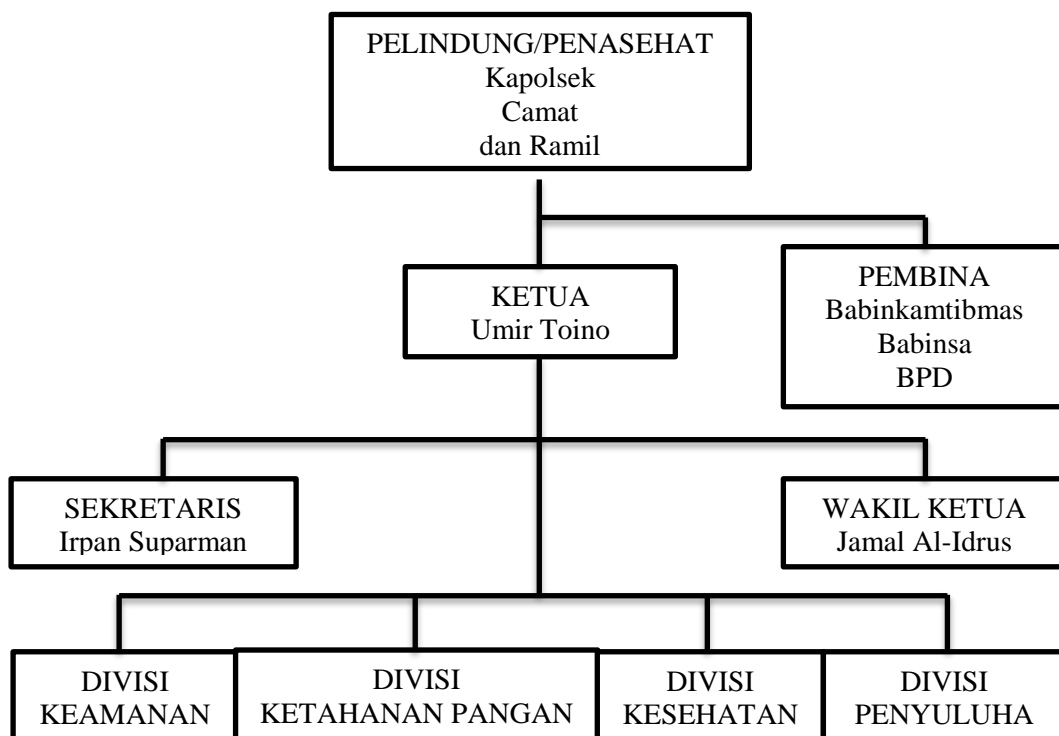 PELINDUNG/PENASEHAT
Kapolsek
Camat
dan Ramil
KETUA
Umir Toino
PEMBINA
Babinkamtibmas
Babinsa
BPD
SEKRETARIS
Irpan Suparman
WAKIL KETUA
Jamal Al-Idrus
DIVISI
KEAMANAN
DIVISI
KETAHANAN PANGAN
DIVISI
KESEHATAN
DIVISI
PENYULUHA